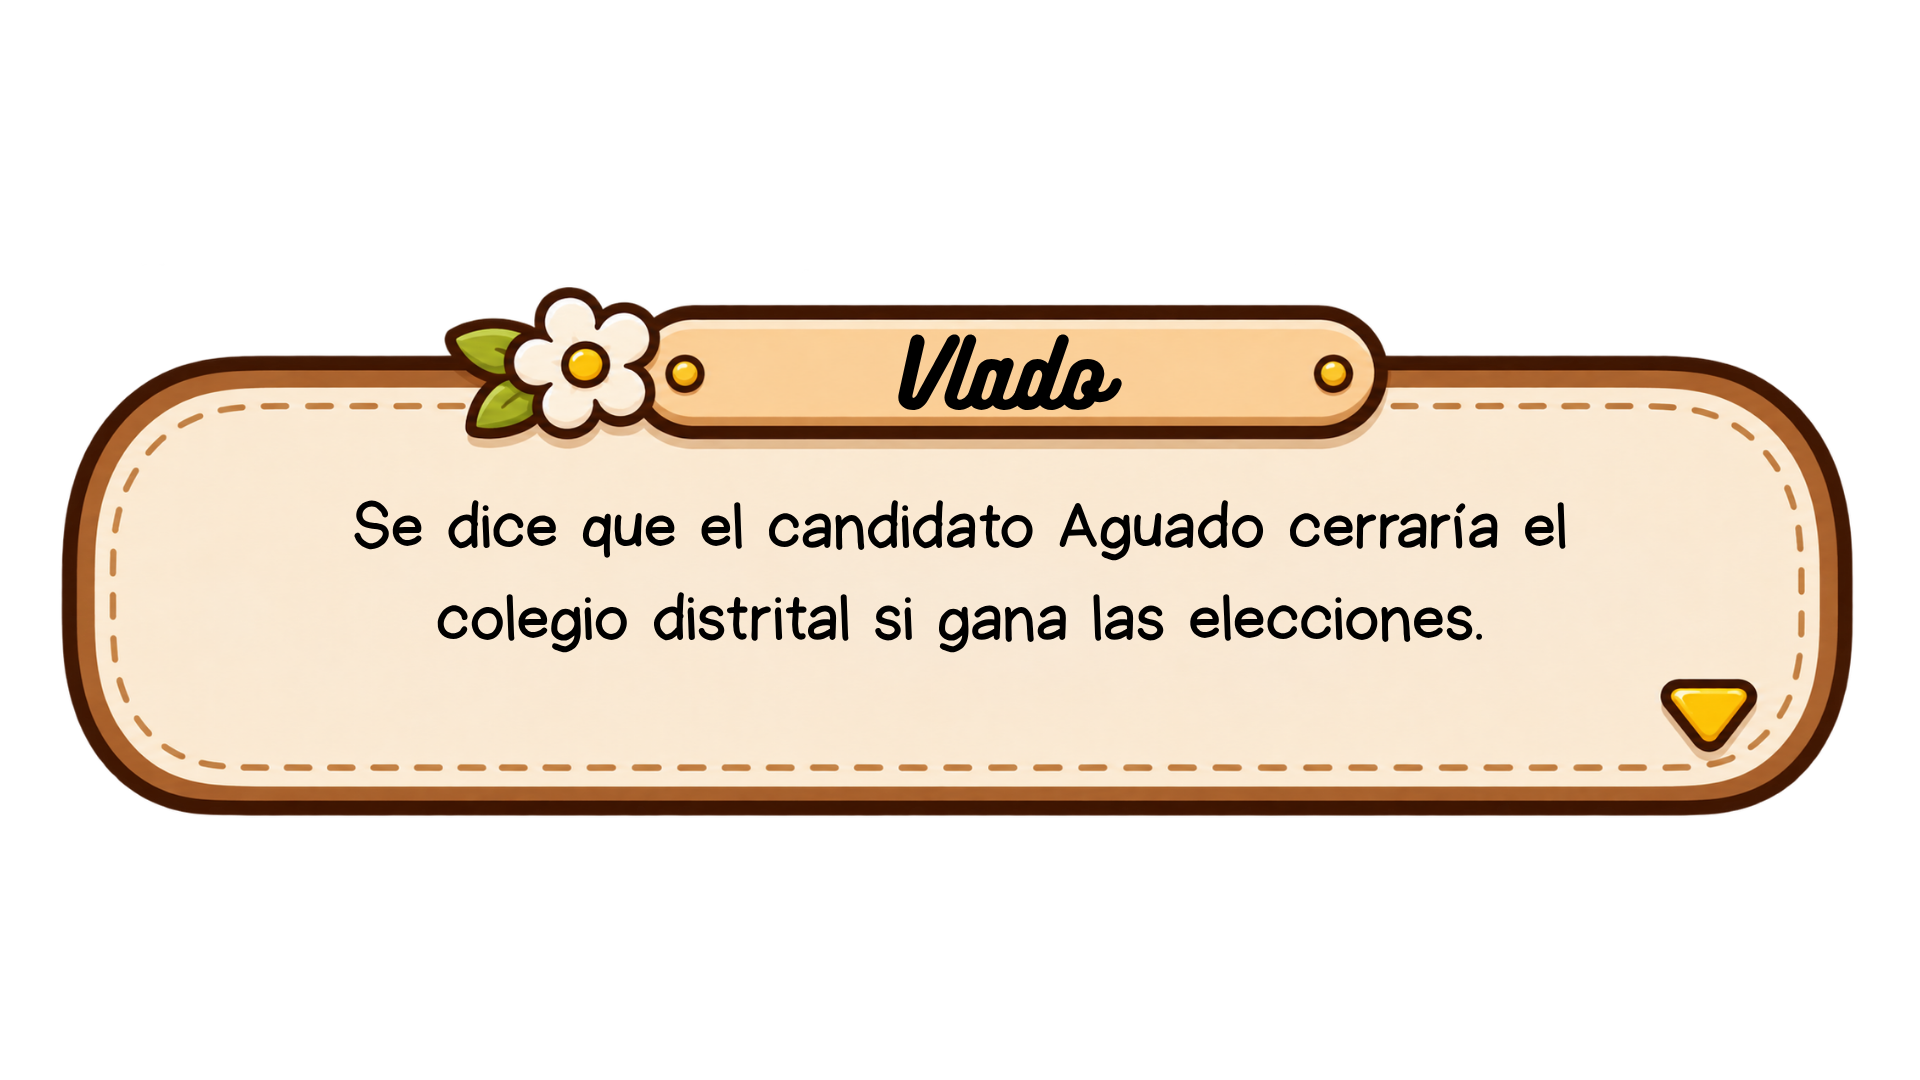 Vlado
Se dice que el candidato Aguado cerraría el
colegio distrital si gana las elecciones.